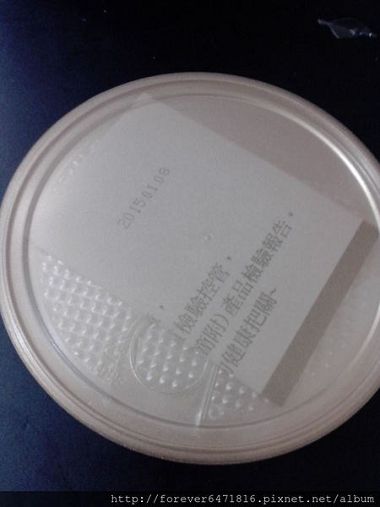 2015.01.08
，
檢驗控管，
附)產品檢驗報告，
健康把關~
http://forever6471816.pixnet.net/album